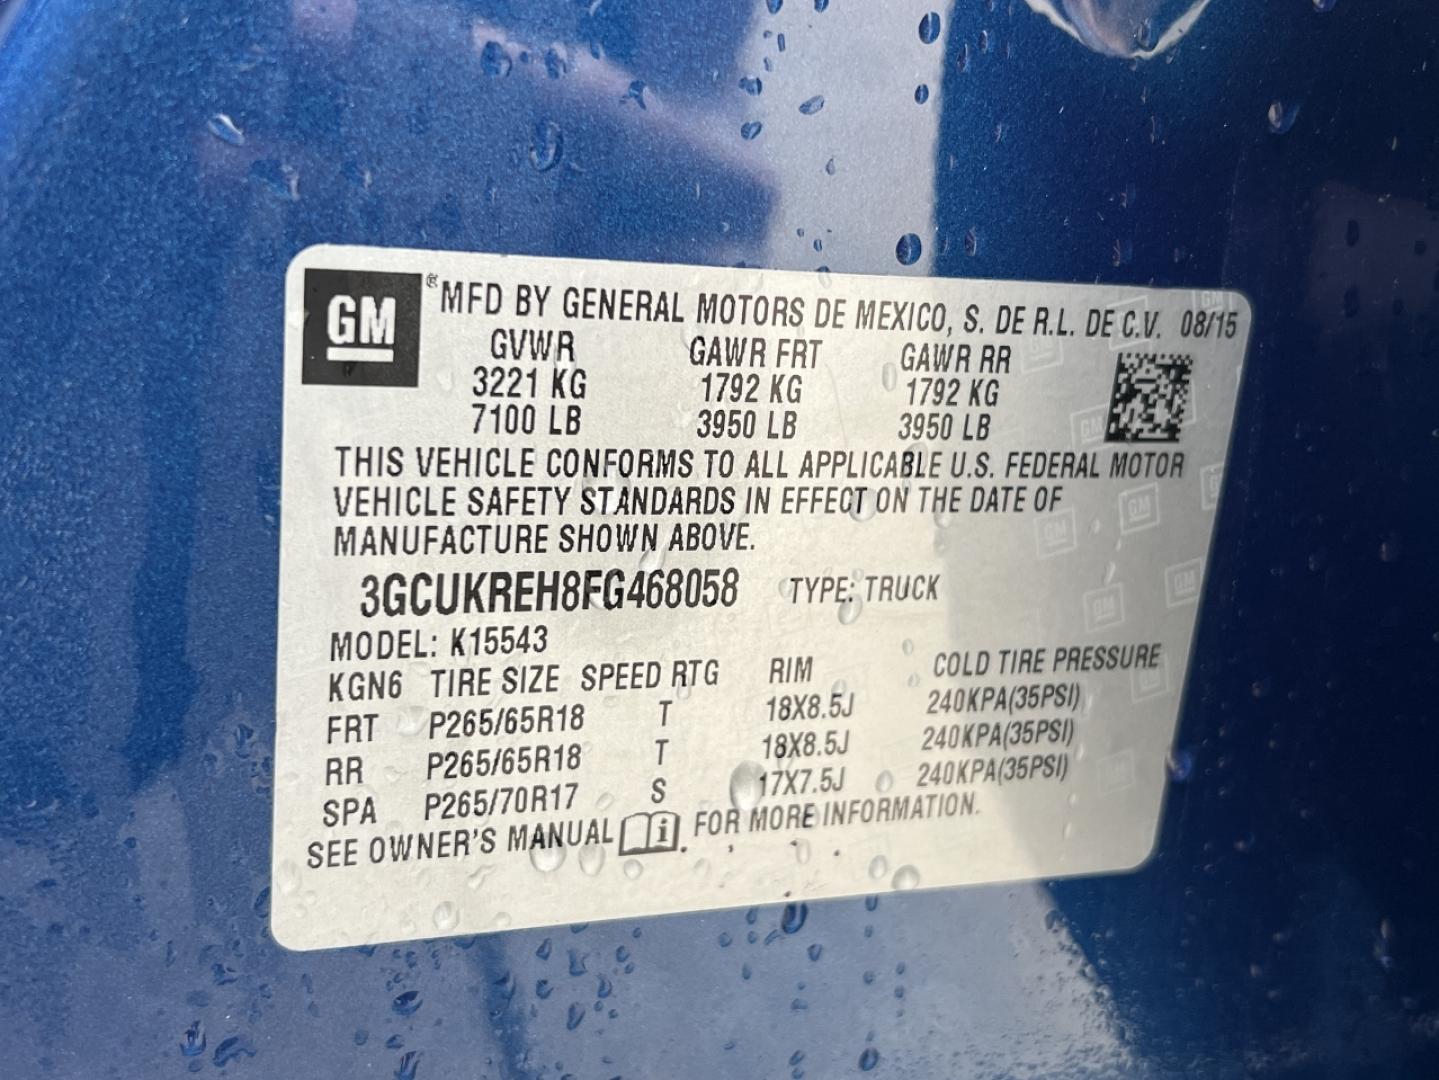 GM ® MFD BY GENERAL MOTORS DE MEXICO, S. DE R.L. DE C.V. 08/15
GVWR GAWR FRT GAWR RR
3221 KG 1792 KG 1792 KG
7100 LB 3950 LB 3950 LB
THIS VEHICLE CONFORMS TO ALL APPLICABLE U.S. FEDERAL MOTOR
VEHICLE SAFETY STANDARDS IN EFFECT ON THE DATE OF
MANUFACTURE SHOWN ABOVE.
3GCUKREH8FG468058 TYPE: TRUCK
MODEL: K15543
KGN6 TIRE SIZE SPEED RTG RIM COLD TIRE PRESSURE
FRT P265/65R18 T 18X8.5J 240KPA(35PSI)
RR P265/65R18 T 18X8.5J 240KPA(35PSI)
SPA P265/70R17 S 17X7.5J 240KPA(35PSI)
SEE OWNER'S MANUAL i FOR MORE INFORMATION.